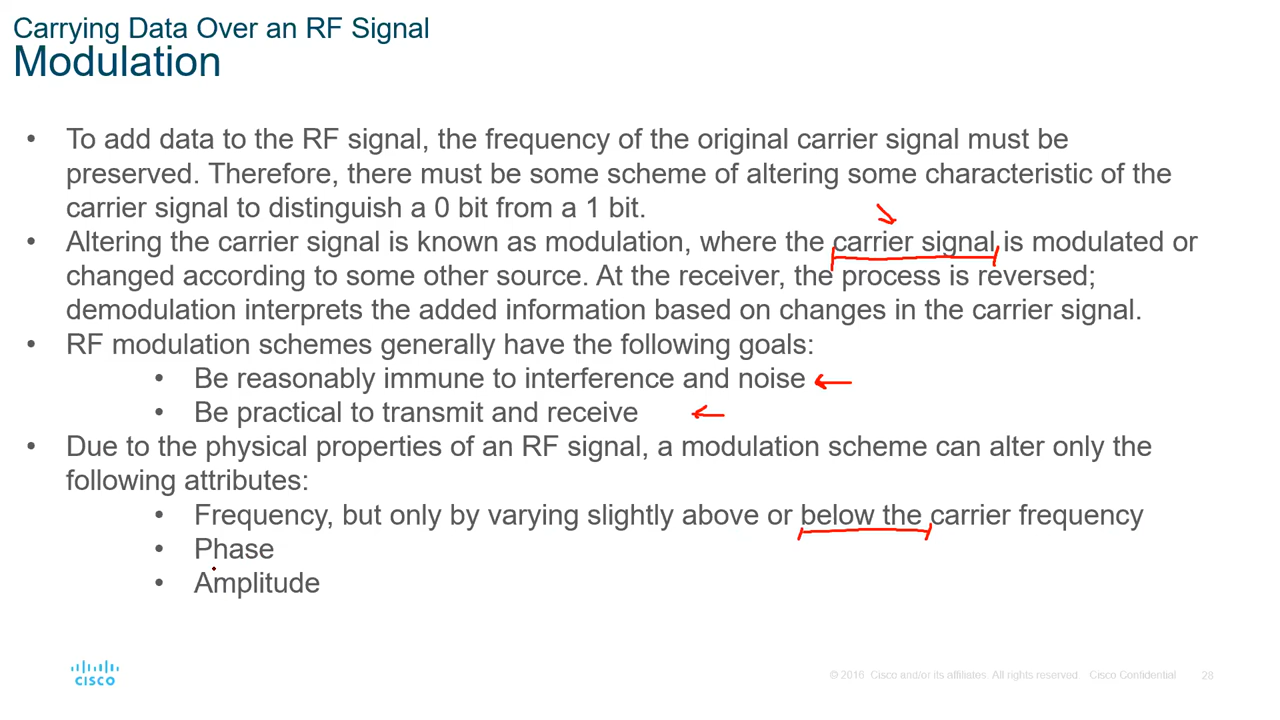 Carrying Data Over an RF Signal
Modulation
• To add data to the RF signal, the frequency of the original carrier signal must be
preserved. Therefore, there must be some scheme of altering some characteristic of the
carrier signal to distinguish a 0 bit from a 1 bit.
• Altering the carrier signal is known as modulation, where the carrier signal is modulated or
changed according to some other source. At the receiver, the process is reversed;
demodulation interprets the added information based on changes in the carrier signal.
• RF modulation schemes generally have the following goals:
• Be reasonably immune to interference and noise
• Be practical to transmit and receive
• Due to the physical properties of an RF signal, a modulation scheme can alter only the
following attributes:
• Frequency, but only by varying slightly above or below the carrier frequency
• Phase
• Amplitude
CISCO
© 2016 Cisco and/or its affiliates. All rights reserved. Cisco Confidential 28